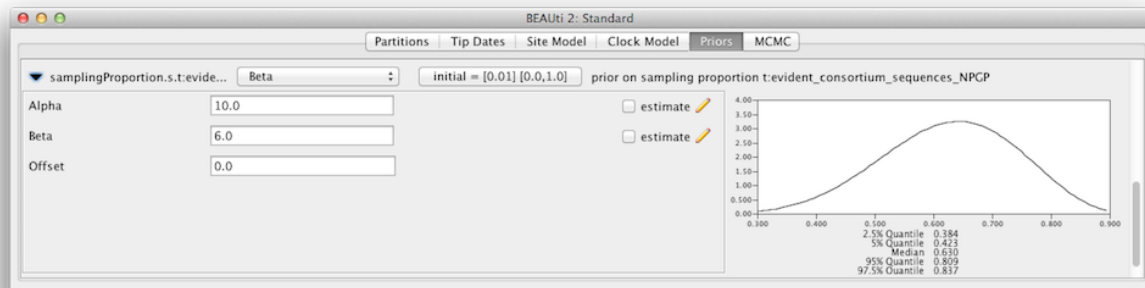 BEAUti 2: Standard
Partitions Tip Dates Site Model Clock Model Priors MCMC
samplingProportion.s.t:evide... Beta initial = [0.01] [0.0,1.0] prior on sampling proportion t:evident_consortium_sequences_NPGP
Alpha 10.0 estimate
Beta 6.0 estimate
Offset 0.0
4.00
3.50
3.00
2.50
2.00
1.50
1.00
0.500
0.00
0.300 0.400 0.500 0.600 0.700 0.800 0.900
2.5% Quantile 0.384
5% Quantile 0.423
Median 0.630
95% Quantile 0.809
97.5% Quantile 0.837